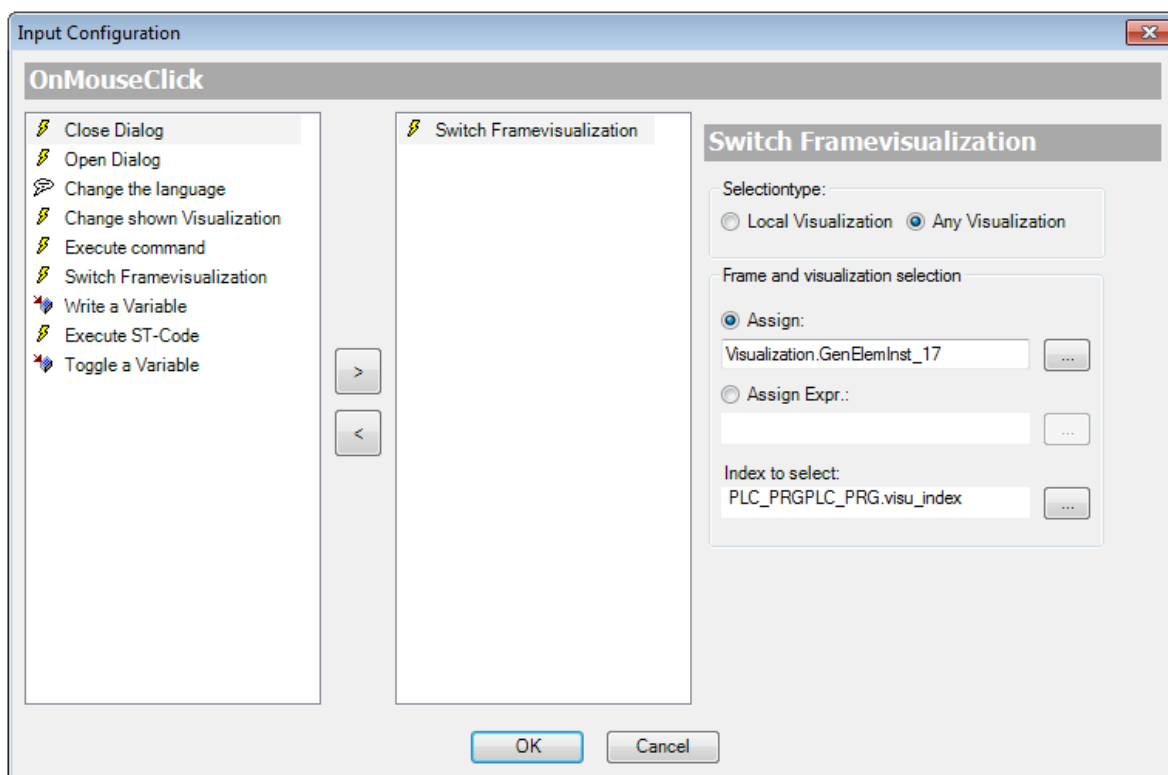 Input Configuration
OnMouseClick
Close Dialog
Open Dialog
Change the language
Change shown Visualization
Execute command
Switch Framevisualization
Write a Variable
Execute ST-Code
Toggle a Variable
>
<
Switch Framevisualization
Switch Framevisualization
Selectiontype:
Local Visualization Any Visualization
Frame and visualization selection
Assign:
Visualization.GenElemInst_17 ...
Assign Expr.:
...
Index to select:
PLC_PRGPLC_PRG.visu_index ...
OK Cancel